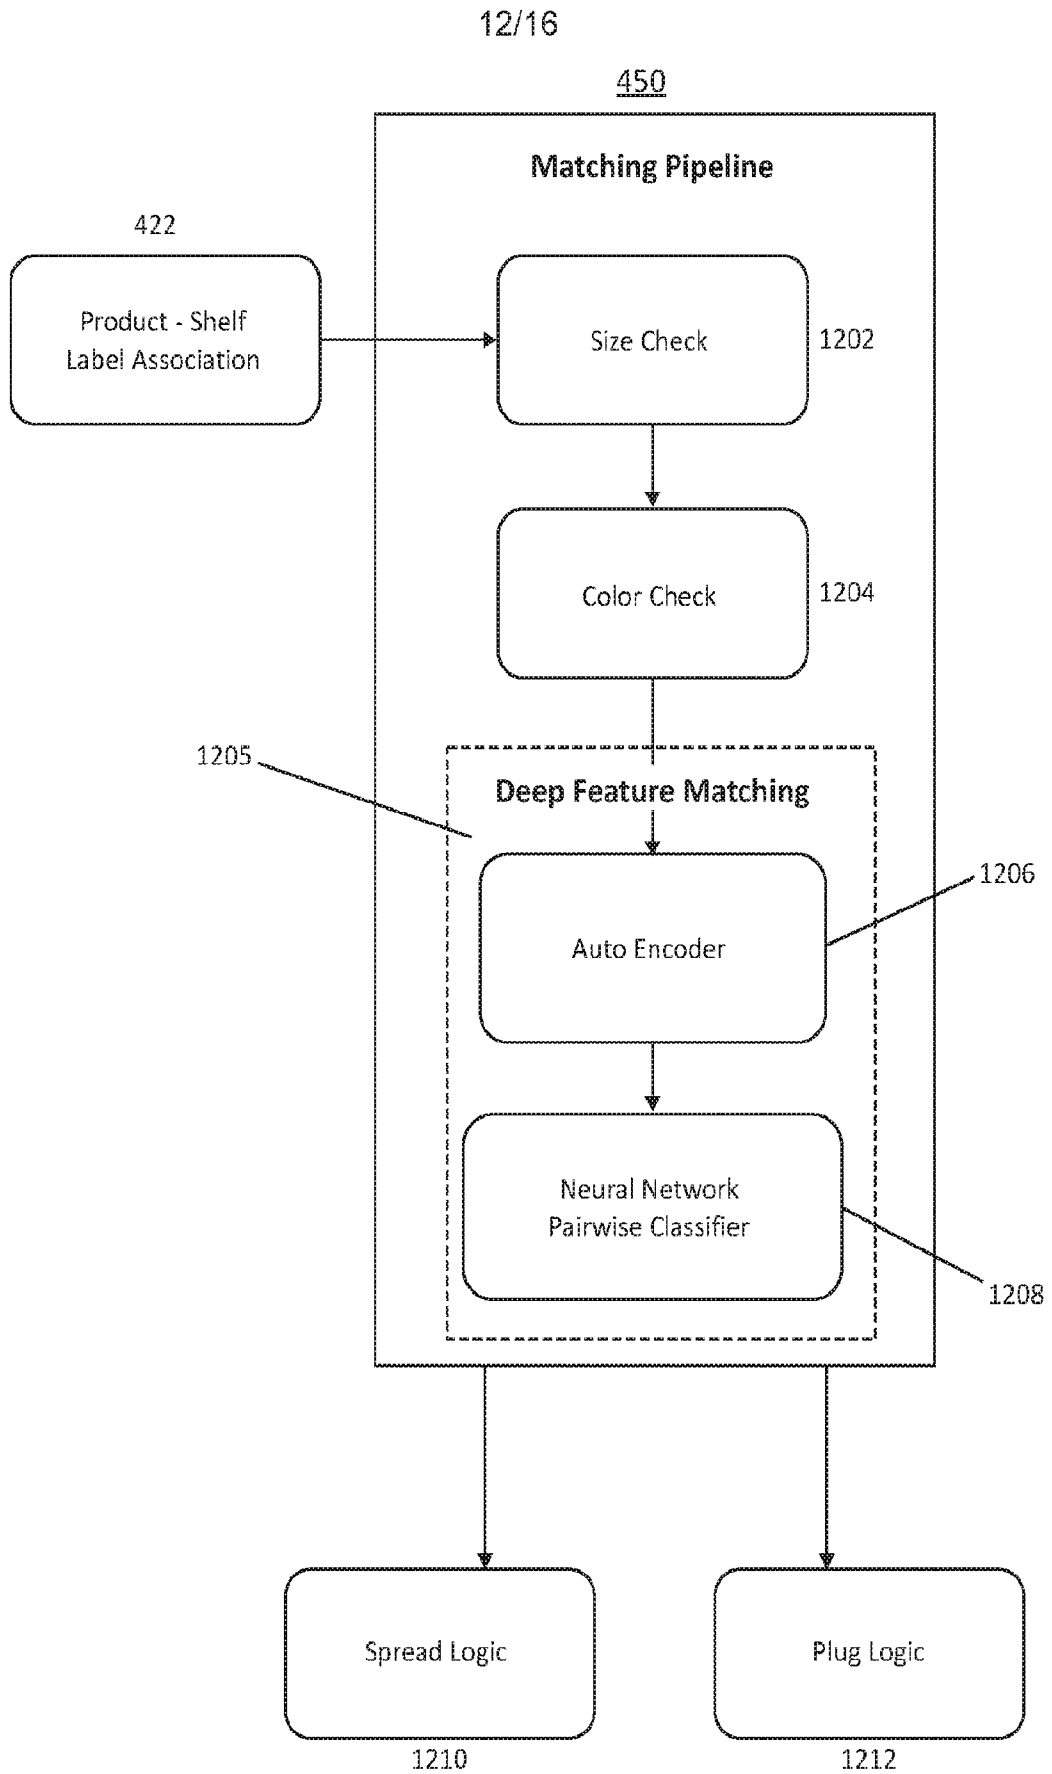 12/16
450
Matching Pipeline
422
Product - Shelf
Label Association
Size Check
1202
Color Check
1204
1205
Deep Feature Matching
1206
Auto Encoder
Neural Network
Pairwise Classifier
1208
Spread Logic
Plug Logic
1210
1212